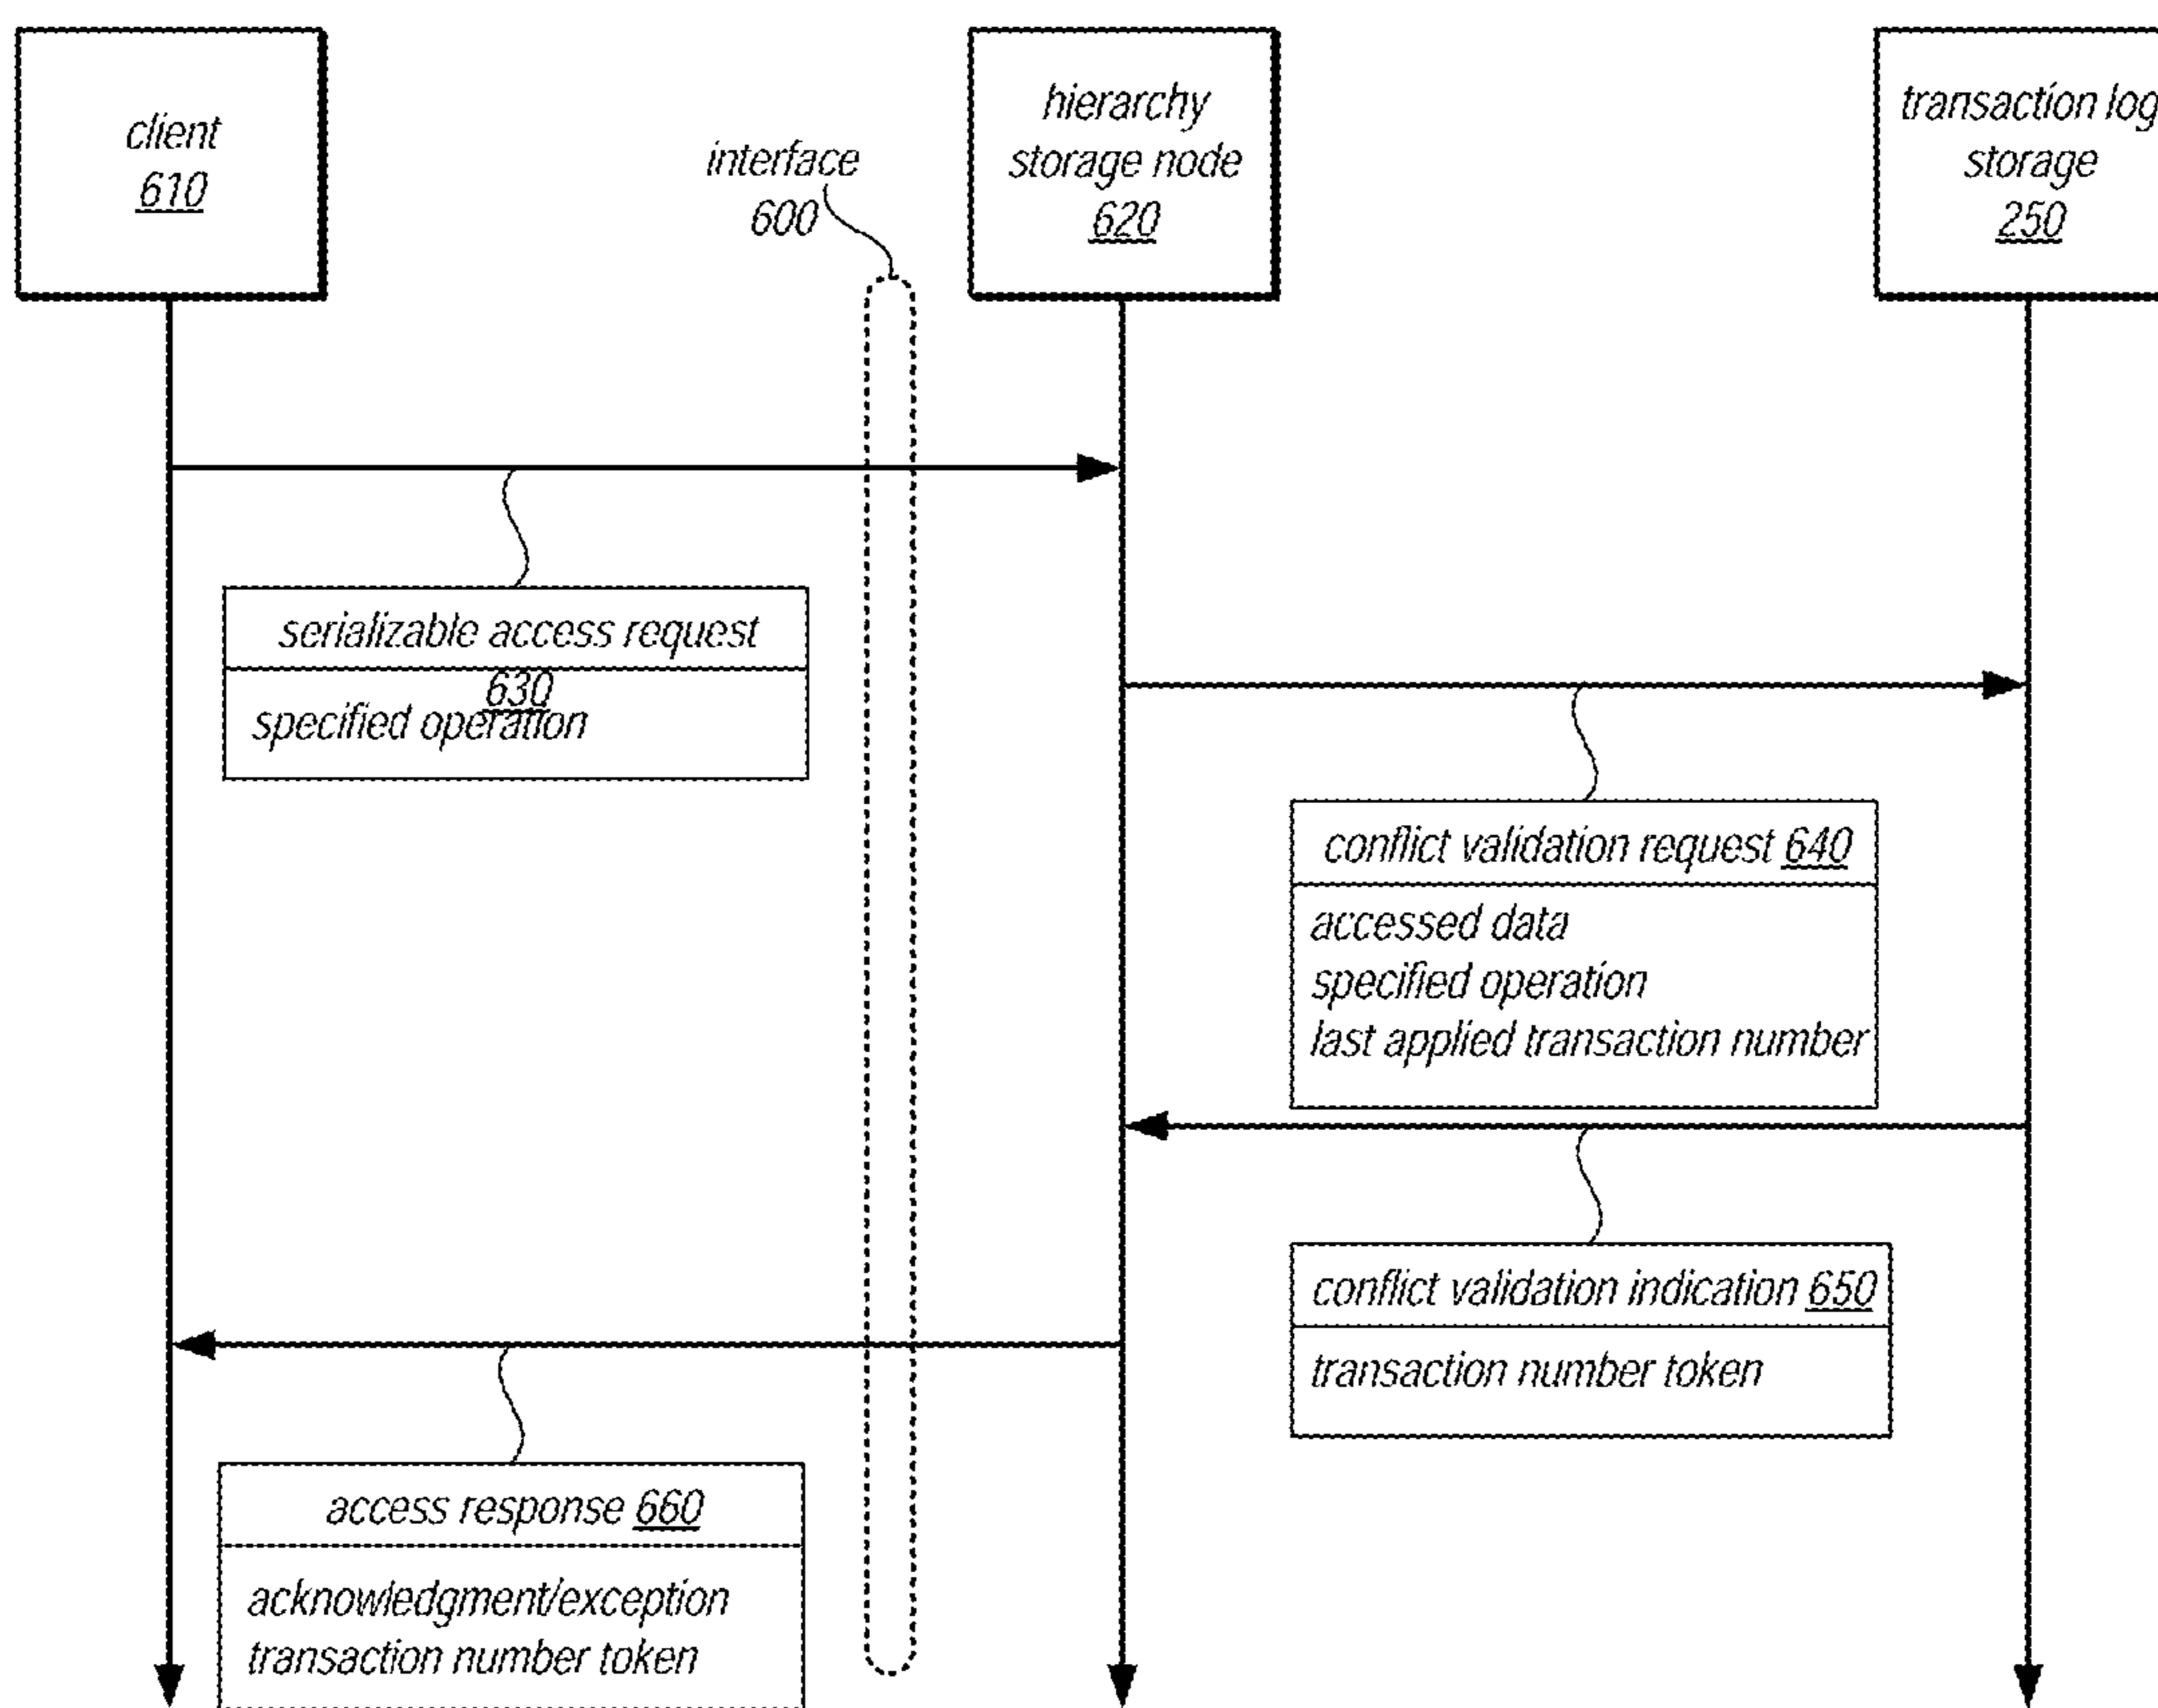 client
610
interface
600
hierarchy
storage node
620
transaction log
storage
250
serializable access request
630
specified operation
conflict validation request 640
accessed data
specified operation
last applied transaction number
conflict validation indication 650
transaction number token
access response 660
acknowledgment/exception
transaction number token